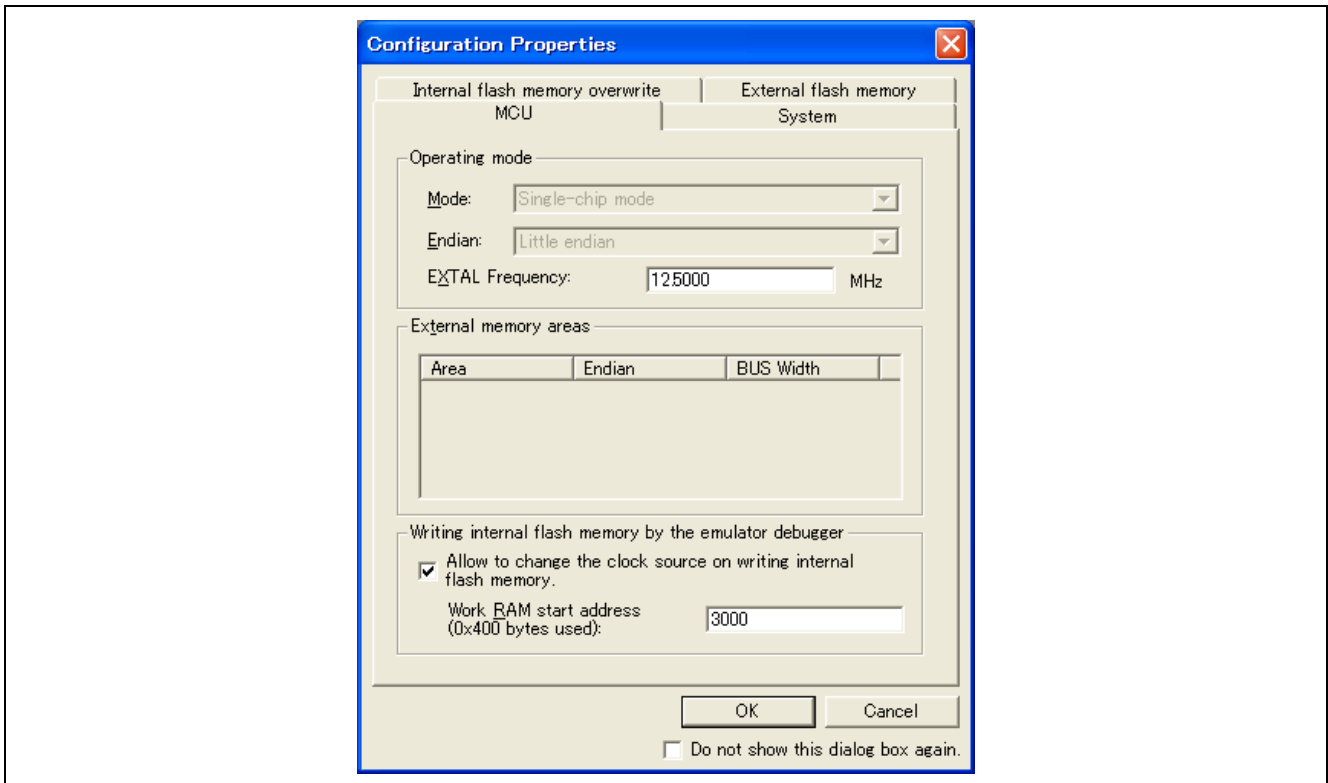 Configuration Properties
Internal flash memory overwrite
External flash memory
MCU
System
Operating mode
Mode:
Single-chip mode
Endian:
Little endian
EXTAL Frequency:
12.5000
MHz
External memory areas
Area
Endian
BUS Width
Writing internal flash memory by the emulator debugger
Allow to change the clock source on writing internal
flash memory.
Work RAM start address
(0x400 bytes used):
3000
OK
Cancel
Do not show this dialog box again.